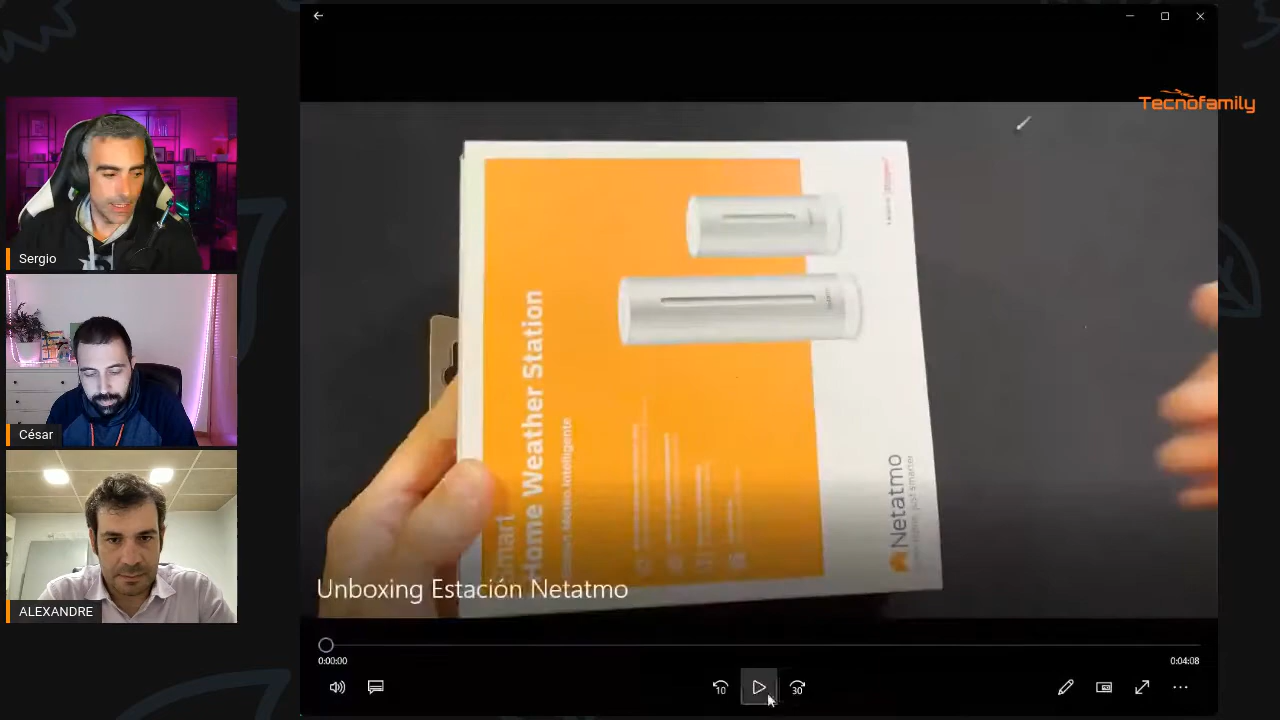 Tecnofamily
Sergio
César
ALEXANDRE
Smart
Home Weather Station
Netatmo
Unboxing Estación Netatmo
0:00:00
0:04:08
10
30